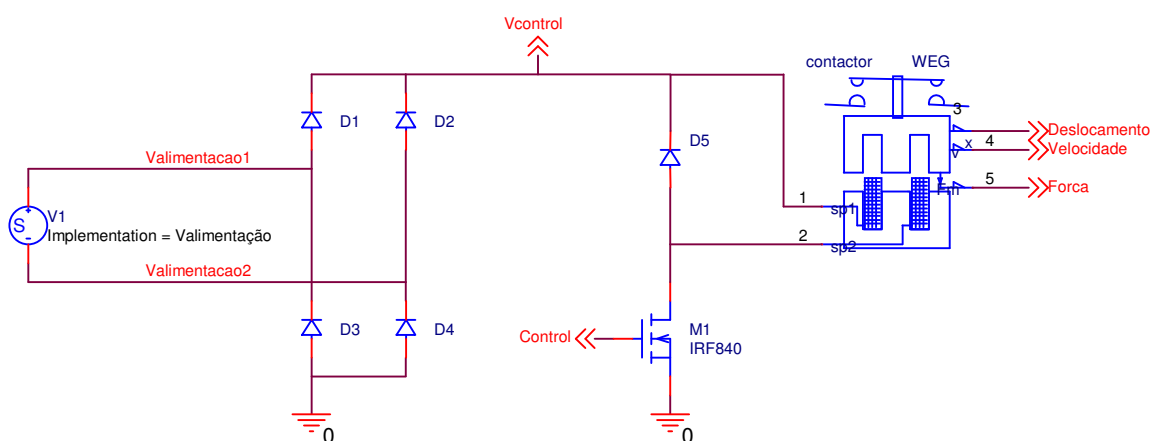 Vcontrol
contactor WEG
D1
D2
D5
3
Deslocamento
x
4
v
Velocidade
Valimentacao1
Fm
5
Forca
1
sp1
S
V1
Implementation = Valimentação
2
sp2
Valimentacao2
D3
D4
Control
M1
IRF840
0
0